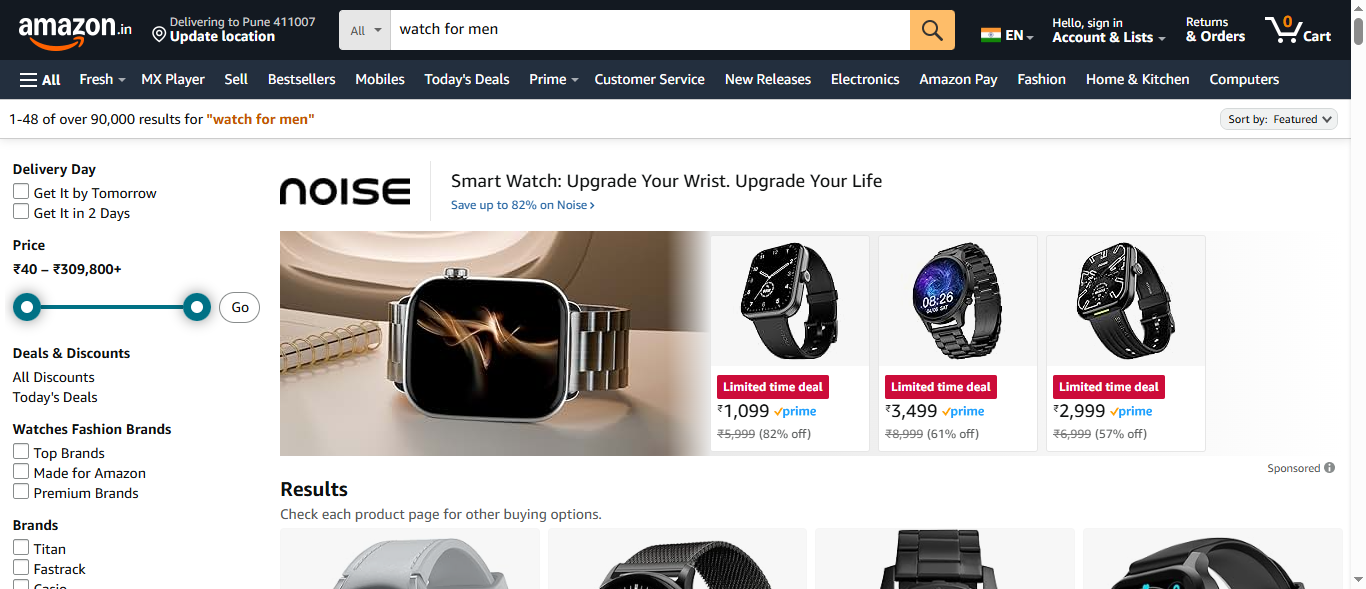 amazon.in
Delivering to Pune 411007
Update location
All
watch for men
EN
Hello, sign in
Account & Lists
Returns
& Orders
0
Cart
All
Fresh
MX Player
Sell
Bestsellers
Mobiles
Today's Deals
Prime
Customer Service
New Releases
Electronics
Amazon Pay
Fashion
Home & Kitchen
Computers
1-48 of over 90,000 results for "watch for men"
Sort by: Featured
Delivery Day
Get It by Tomorrow
Get It in 2 Days
Price
₹40 – ₹309,800+
Go
Deals & Discounts
All Discounts
Today's Deals
Watches Fashion Brands
Top Brands
Made for Amazon
Premium Brands
Brands
Titan
Fastrack
Casio
noise
Smart Watch: Upgrade Your Wrist. Upgrade Your Life
Save up to 82% on Noise
08:26
Limited time deal
₹1,099 prime
₹5,999 (82% off)
Limited time deal
₹3,499 prime
₹8,999 (61% off)
Limited time deal
₹2,999 prime
₹6,999 (57% off)
Sponsored
Results
Check each product page for other buying options.